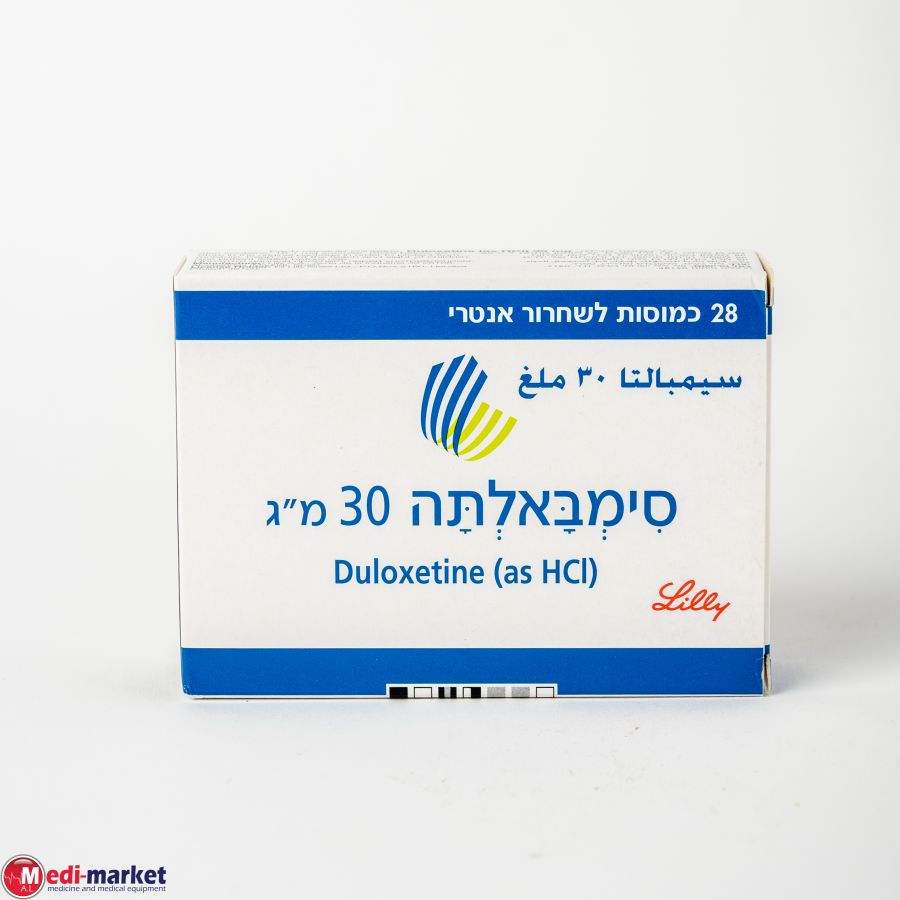 28 כמוסות לשחרור אנטרי
سيمبالتا ٣٠ ملغ
סִימְבָּאלְתָּה 30 מ״ג
Duloxetine (as HCl)
Lilly
Medi-market
A.L
medicine and medical equipment